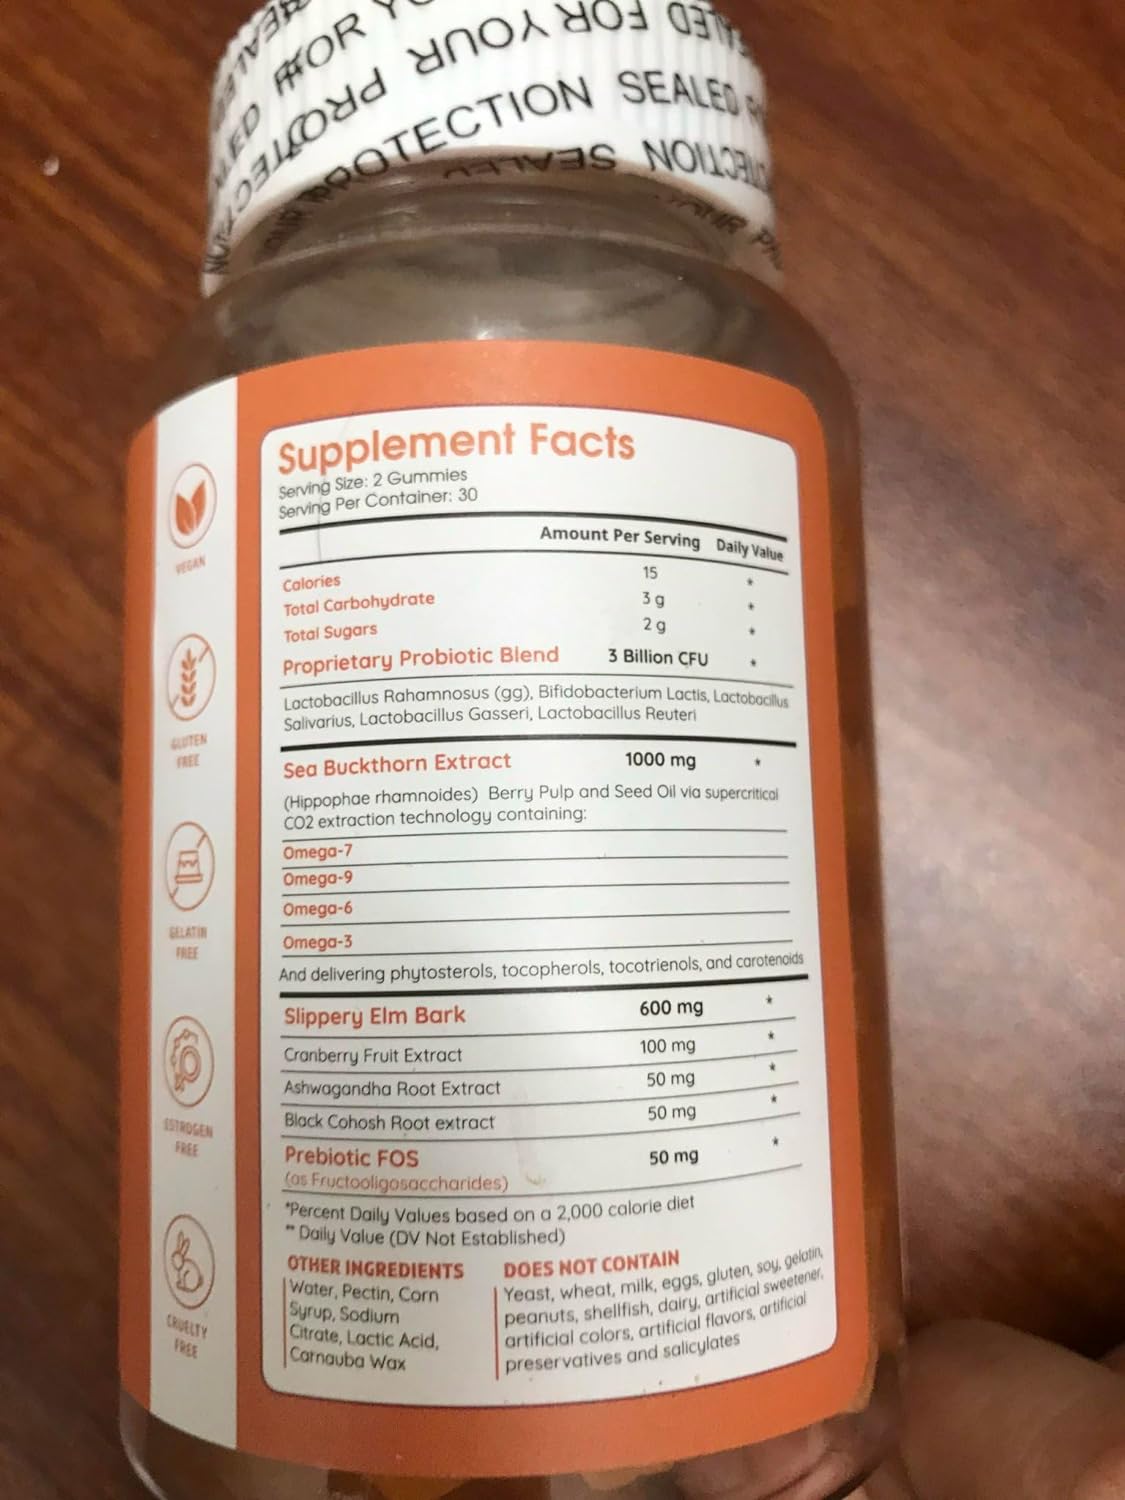 SEALED FOR YOUR PROTECTION
SEALED
VEGAN
GLUTEN
FREE
GELATIN
FREE
ESTROGEN
FREE
CRUELTY
FREE
Supplement Facts
Serving Size: 2 Gummies
Serving Per Container: 30
Amount Per Serving Daily Value
Calories 15 *
Total Carbohydrate 3 g *
Total Sugars 2 g *
Proprietary Probiotic Blend 3 Billion CFU *
Lactobacillus Rahamnosus (gg), Bifidobacterium Lactis, Lactobacillus
Salivarius, Lactobacillus Gasseri, Lactobacillus Reuteri
Sea Buckthorn Extract 1000 mg *
(Hippophae rhamnoides) Berry Pulp and Seed Oil via supercritical
CO2 extraction technology containing:
Omega-7
Omega-9
Omega-6
Omega-3
And delivering phytosterols, tocopherols, tocotrienols, and carotenoids
Slippery Elm Bark 600 mg *
Cranberry Fruit Extract 100 mg *
Ashwagandha Root Extract 50 mg *
Black Cohosh Root extract 50 mg *
Prebiotic FOS 50 mg *
(as Fructooligosaccharides)
*Percent Daily Values based on a 2,000 calorie diet
** Daily Value (DV Not Established)
OTHER INGREDIENTS
Water, Pectin, Corn
Syrup, Sodium
Citrate, Lactic Acid,
Carnauba Wax
DOES NOT CONTAIN
Yeast, wheat, milk, eggs, gluten, soy, gelatin,
peanuts, shellfish, dairy, artificial sweetener,
artificial colors, artificial flavors, artificial
preservatives and salicylates